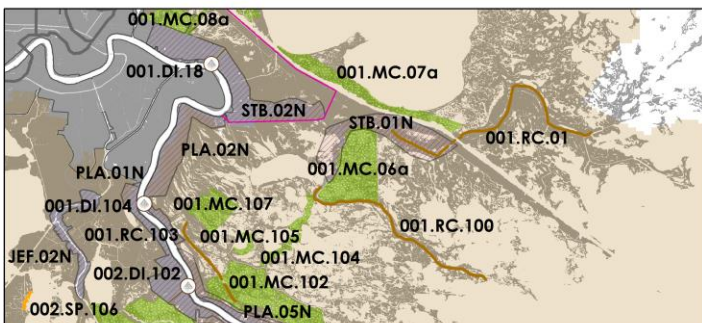 001.MC.08a
001.DI.18
001.MC.07a
STB.02N
STB.01N
001.RC.01
PLA.02N
PLA.01N
001.MC.06a
001.DI.104
001.MC.107
001.RC.103
001.MC.105
001.RC.100
JEF.02N
002.DI.102
001.MC.104
001.MC.102
002.SP.106
PLA.05N